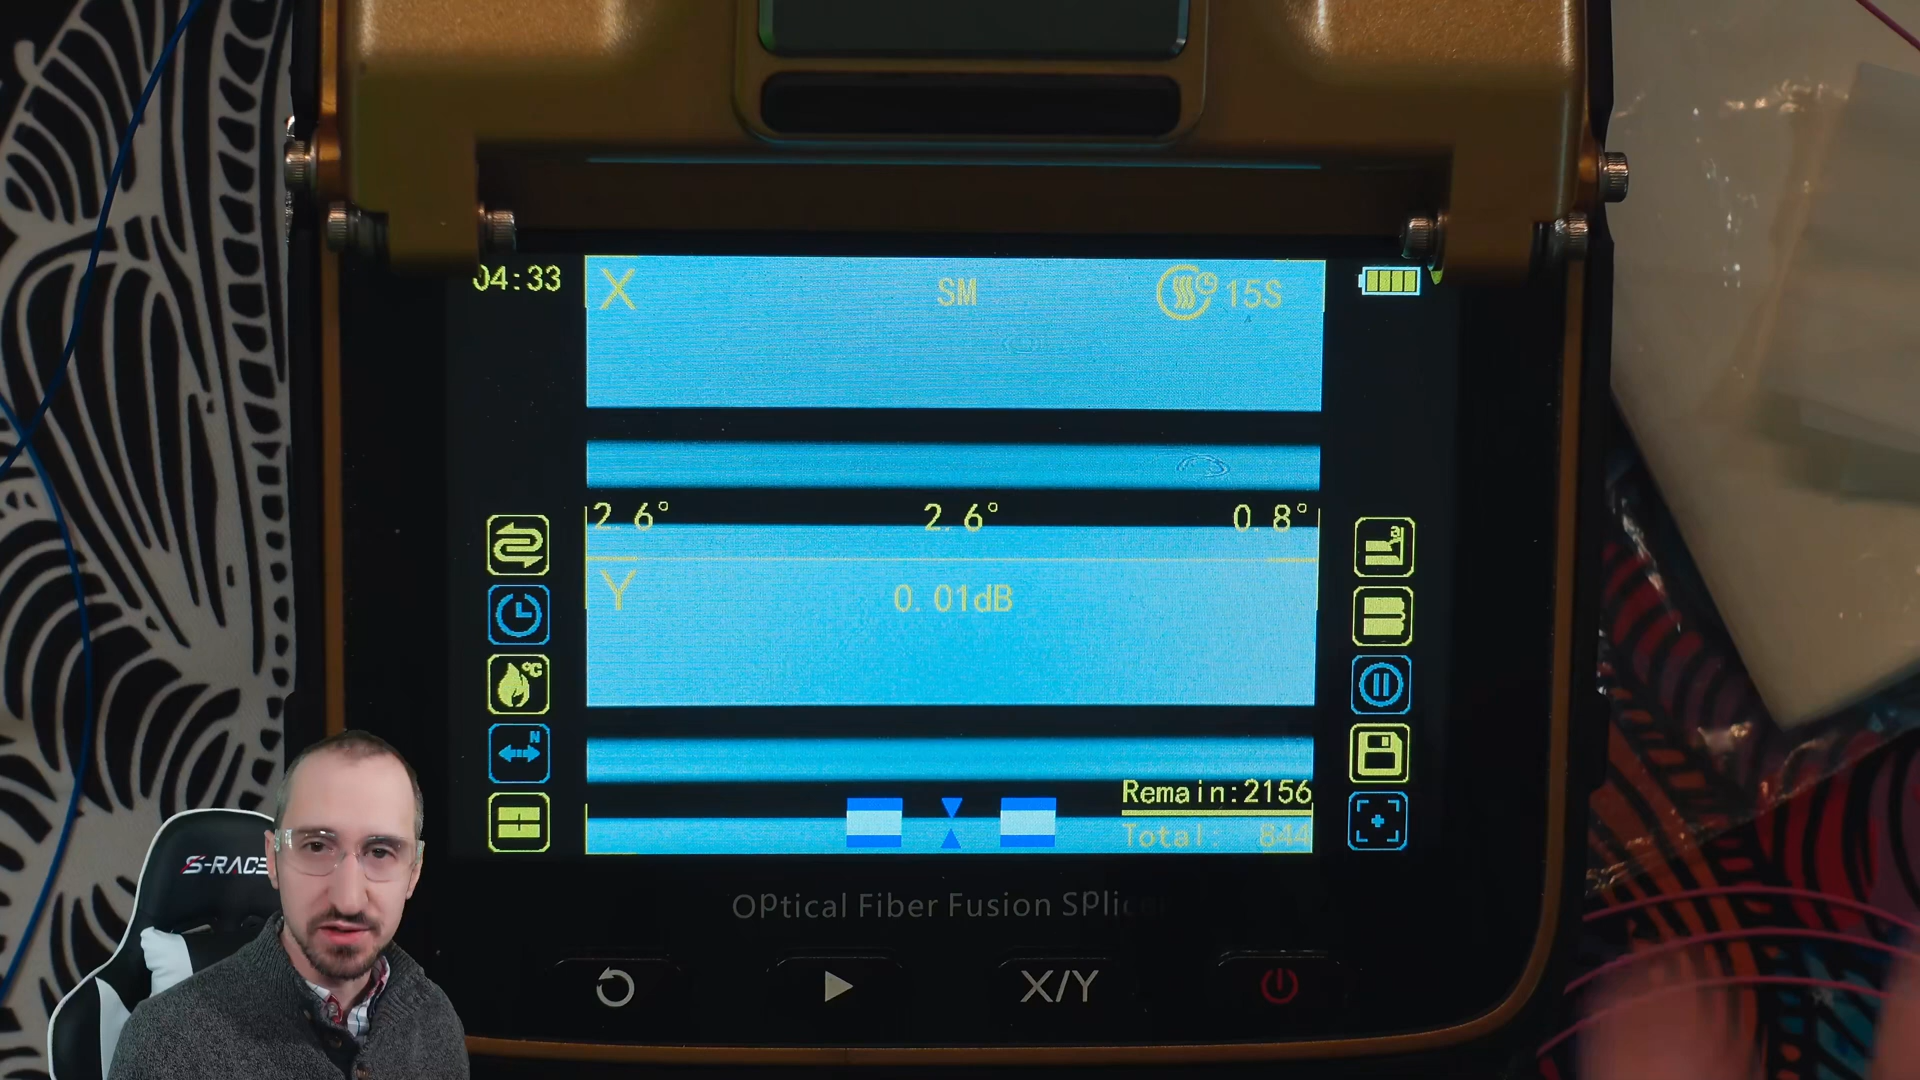 04:33
X
SM
15S
2.6°
2.6°
0.8°
Y
0.01dB
N
Remain:2156
Total: 844
S-RACE
Optical Fiber Fusion
X/Y